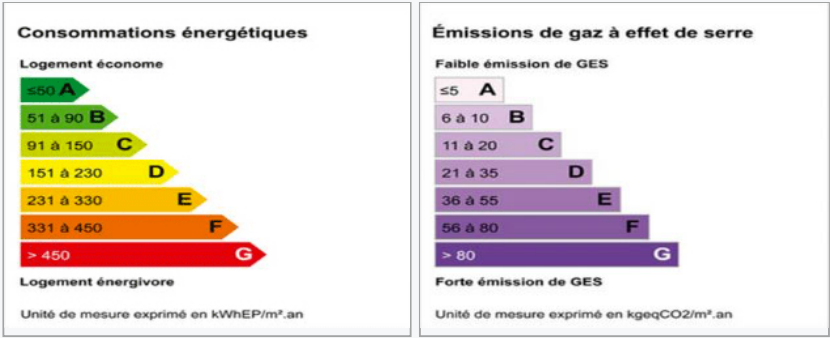 Consommations énergétiques
Logement économe
≤50 A
51 à 90 B
91 à 150 C
151 à 230 D
231 à 330 E
331 à 450 F
> 450 G
Logement énergivore
Unité de mesure exprimé en kWhEP/m².an
Émissions de gaz à effet de serre
Faible émission de GES
≤5 A
6 à 10 B
11 à 20 C
21 à 35 D
36 à 55 E
56 à 80 F
> 80 G
Forte émission de GES
Unité de mesure exprimé en kgeqCO2/m².an